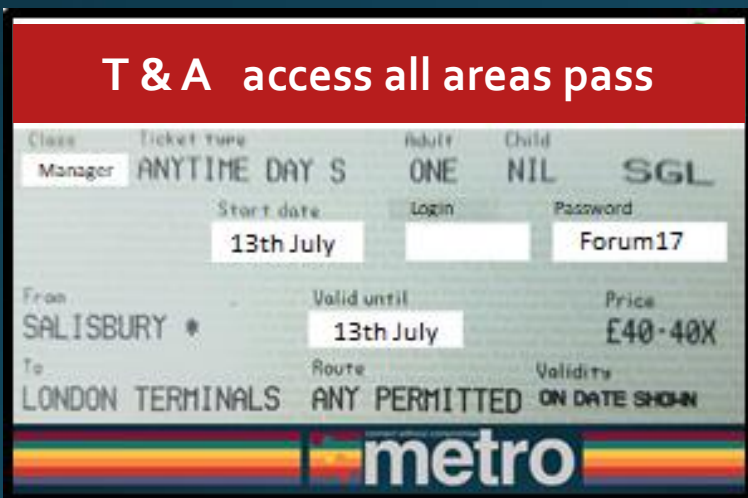 T & A access all areas pass
Class Ticket type Adult Child
Manager ANYTIME DAY S ONE NIL SGL
Start date Login Password
13th July Forum17
From Valid until Price
SALISBURY * 13th July £40·40X
To Route Validity
LONDON TERMINALS ANY PERMITTED ON DATE SHOWN
metro